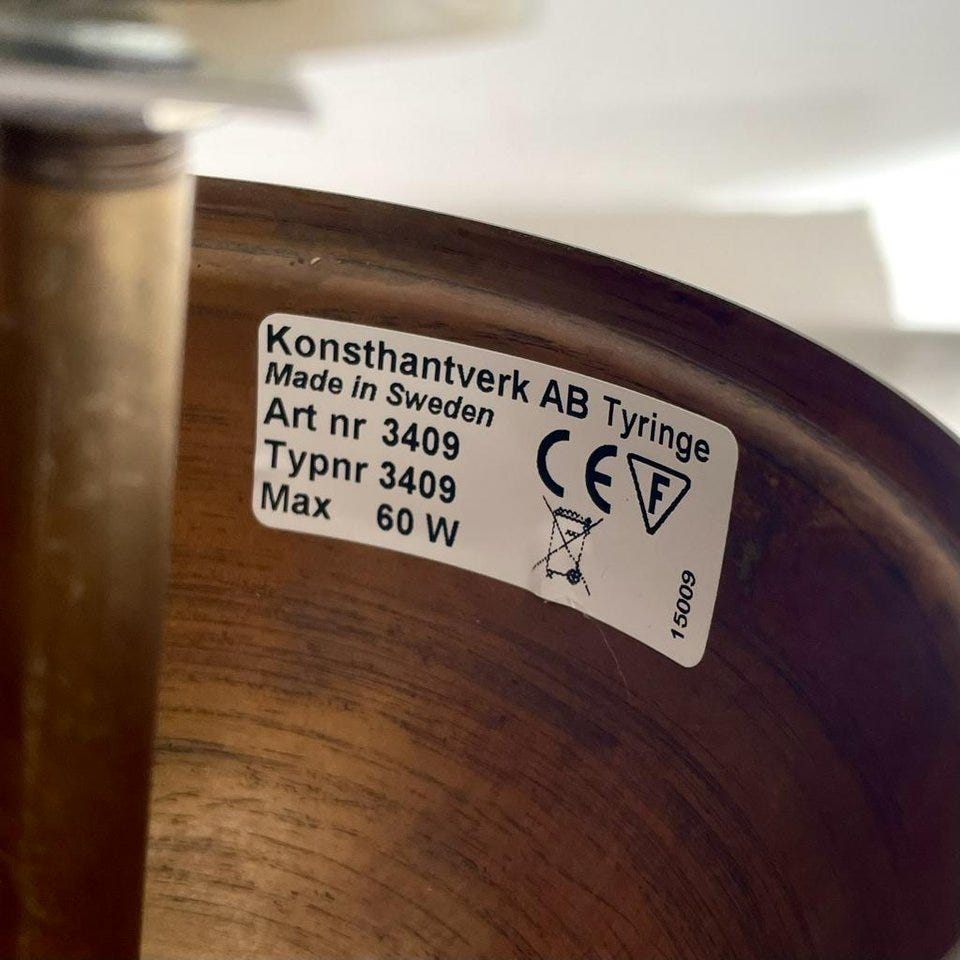 Konsthantverk AB Tyringe
Made in Sweden
Art nr 3409
Typnr 3409
Max 60 W
CE
F
15009